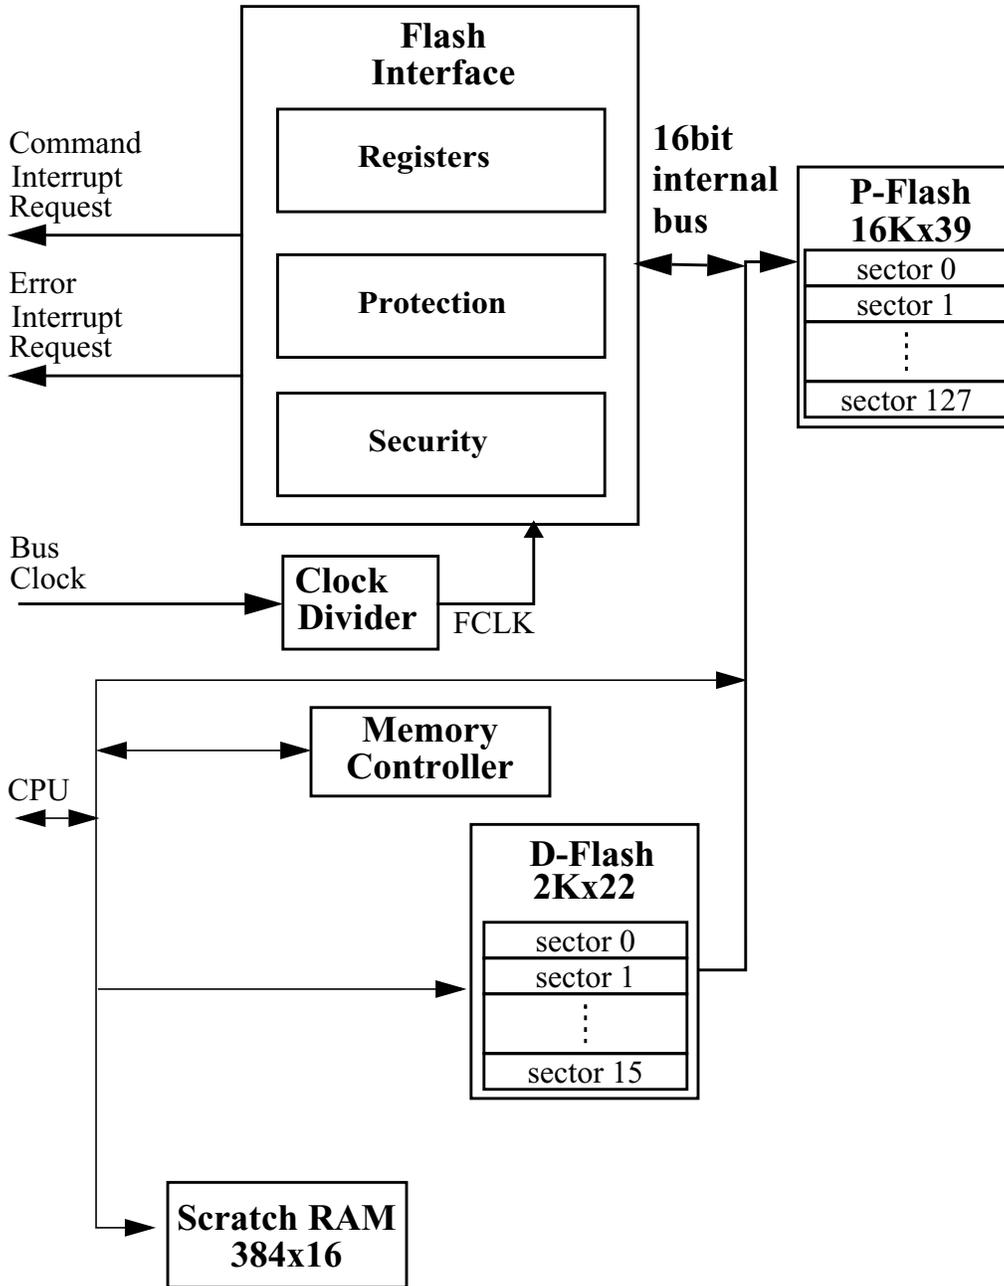 Flash
Interface
Registers
Protection
Security
Command
Interrupt
Request
Error
Interrupt
Request
16bit
internal
bus
P-Flash
16Kx39
sector 0
sector 1
sector 127
Bus
Clock
Clock
Divider
FCLK
Memory
Controller
CPU
D-Flash
2Kx22
sector 0
sector 1
sector 15
Scratch RAM
384x16